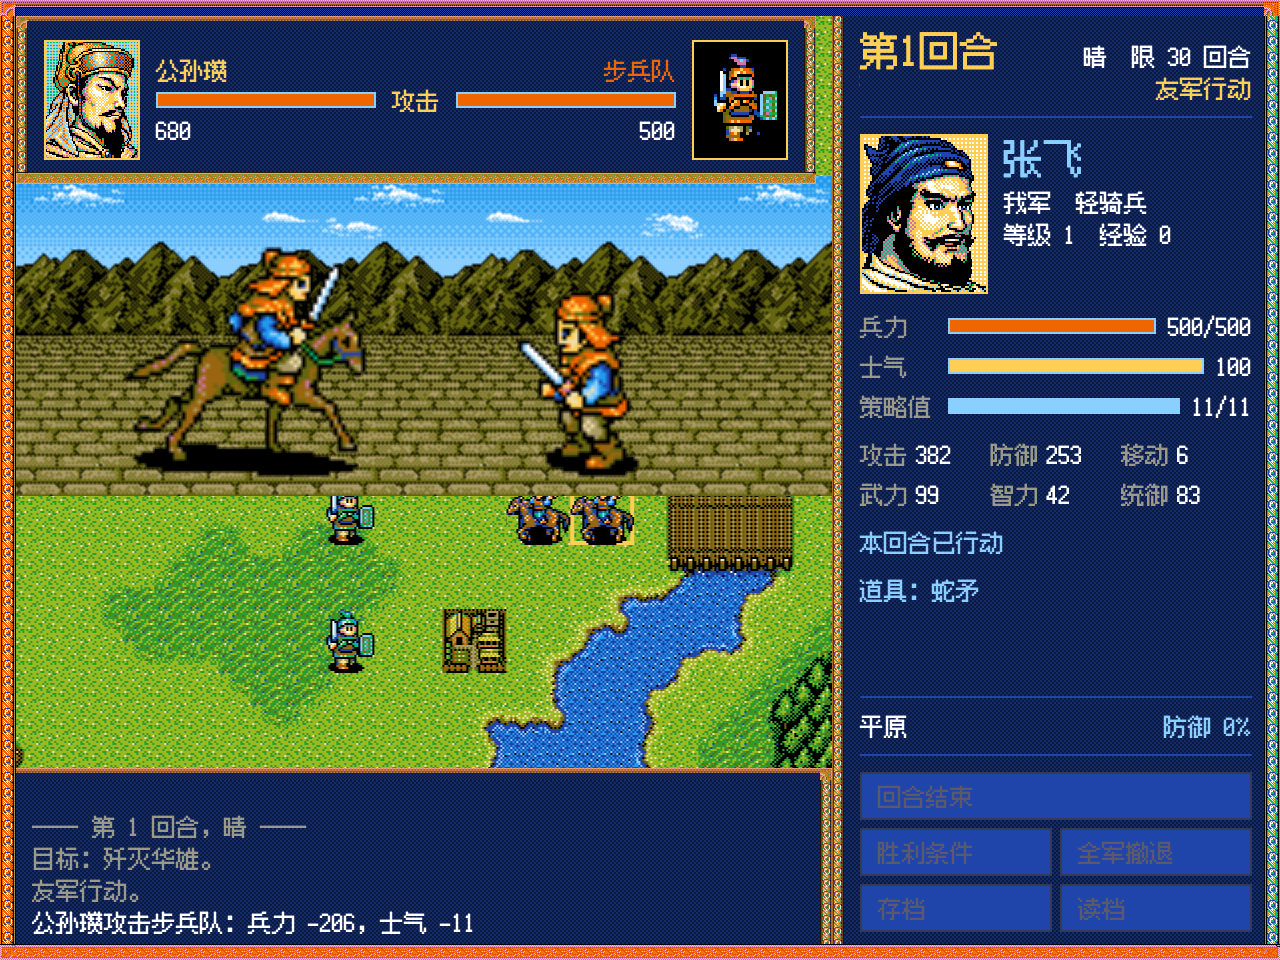 公孙瓒
步兵队
攻击
680
500
第1回合
晴 限 30 回合
友军行动
张飞
我军 轻骑兵
等级 1 经验 0
兵力 500/500
士气 100
策略值 11/11
攻击 382 防御 253 移动 6
武力 99 智力 42 统御 83
本回合已行动
道具：蛇矛
平原 防御 0%
回合结束
胜利条件 全军撤退
存档 读档
—— 第 1 回合，晴 ——
目标：歼灭华雄。
友军行动。
公孙瓒攻击步兵队：兵力 -206，士气 -11